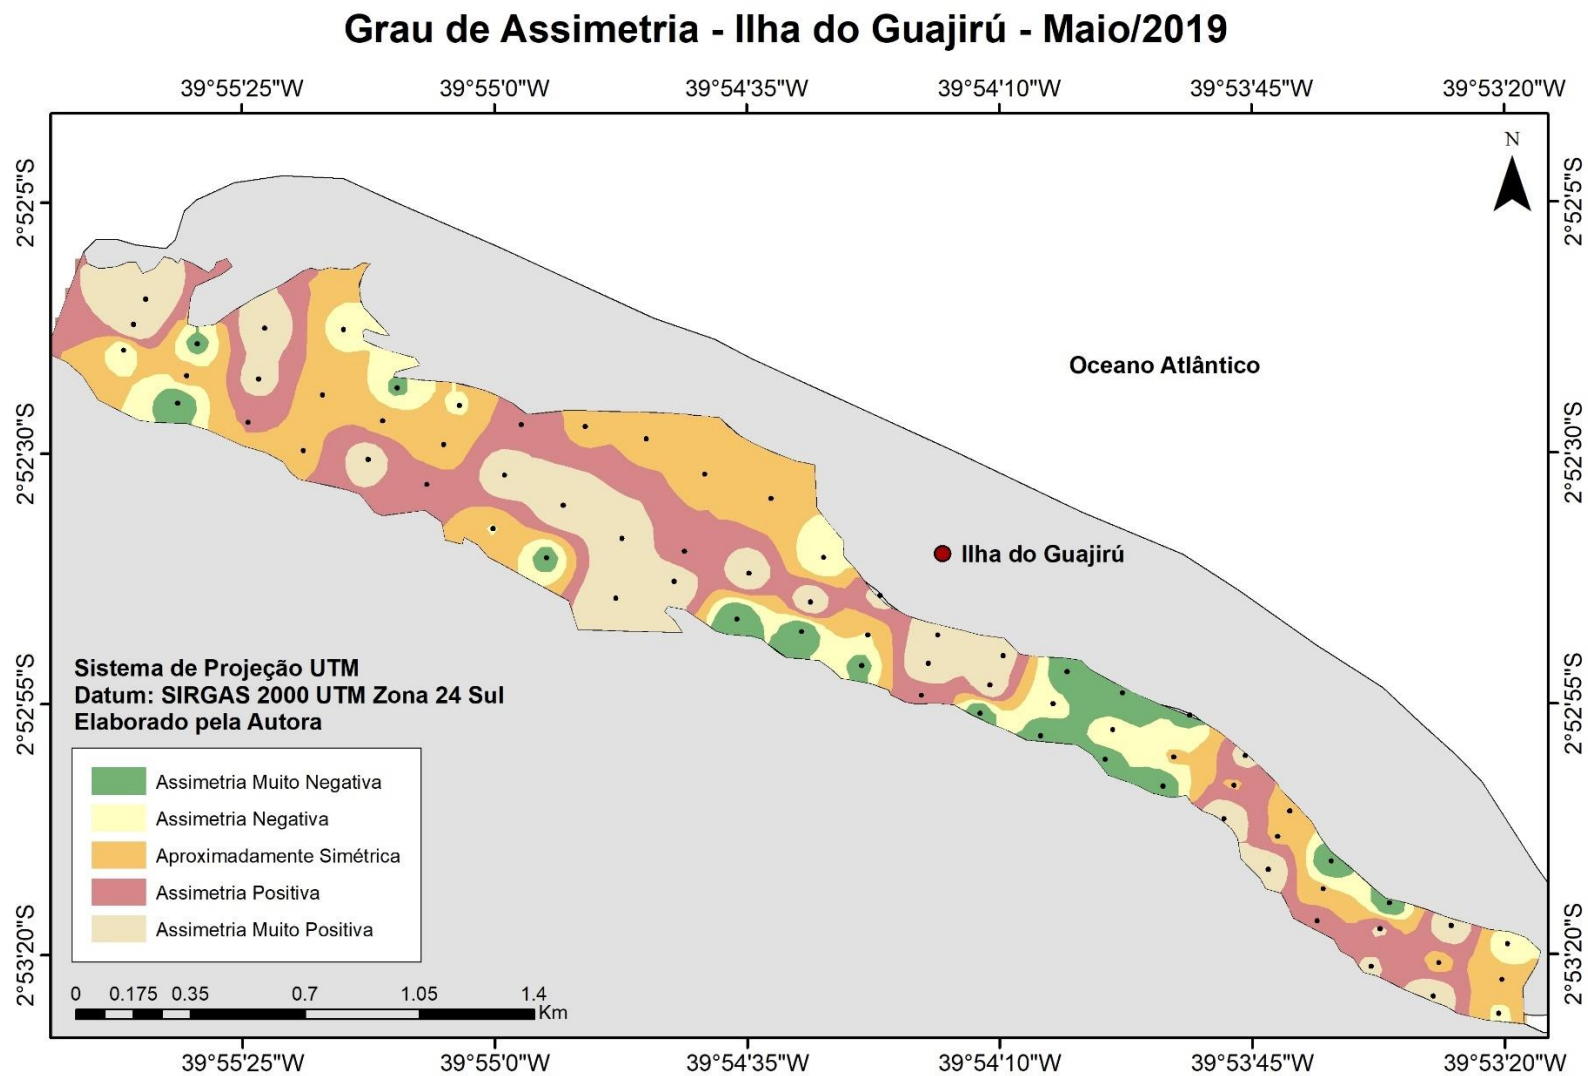 Grau de Assimetria - Ilha do Guajirú - Maio/2019
39°55'25"W 39°55'0"W 39°54'35"W 39°54'10"W 39°53'45"W 39°53'20"W
N
2°52'5"S 2°52'5"S
Oceano Atlântico
2°52'30"S 2°52'30"S
Ilha do Guajirú
2°52'55"S 2°52'55"S
Sistema de Projeção UTM
Datum: SIRGAS 2000 UTM Zona 24 Sul
Elaborado pela Autora
Assimetria Muito Negativa
Assimetria Negativa
Aproximadamente Simétrica
Assimetria Positiva
Assimetria Muito Positiva
2°53'20"S 2°53'20"S
0 0.175 0.35 0.7 1.05 1.4
Km
39°55'25"W 39°55'0"W 39°54'35"W 39°54'10"W 39°53'45"W 39°53'20"W